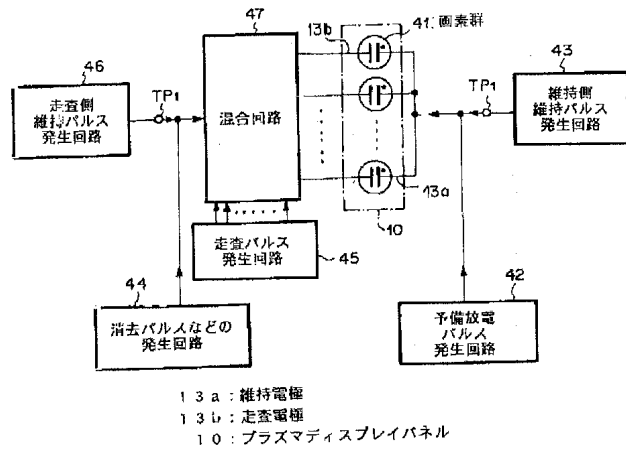 47
13b
41:画素群
46
走査側
維持パルス
発生回路
TP1
混合回路
TP1
43
維持側
維持パルス
発生回路
13a
10
走査パルス
発生回路
45
44
消去パルスなどの
発生回路
42
予備放電
パルス
発生回路
13a:維持電極
13b:走査電極
10:プラズマディスプレイパネル